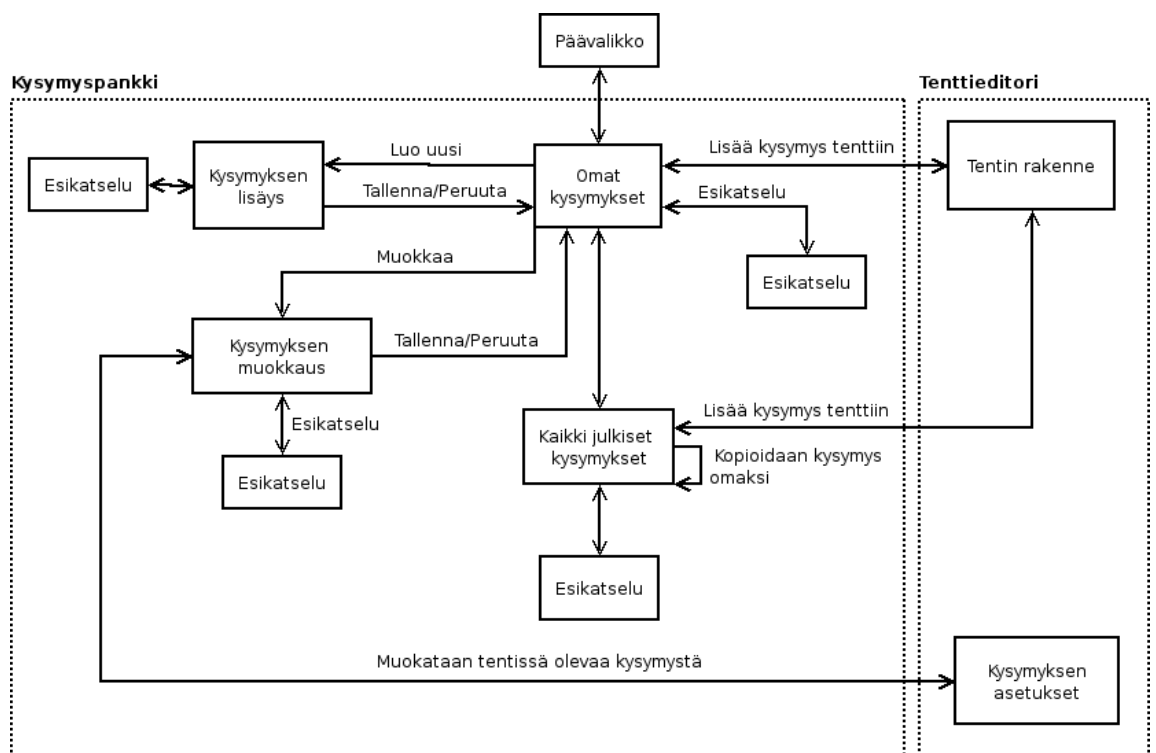 Päävalikko
Kysymyspankki
Tenttieditori
Luo uusi
Lisää kysymys tenttiin
Esikatselu
Kysymyksen
lisäys
Omat
kysymykset
Tentin rakenne
Tallenna/Peruuta
Esikatselu
Muokkaa
Esikatselu
Kysymyksen
muokkaus
Tallenna/Peruuta
Esikatselu
Lisää kysymys tenttiin
Kaikki julkiset
kysymykset
Kopioidaan kysymys
omaksi
Esikatselu
Esikatselu
Muokataan tentissä olevaa kysymystä
Kysymyksen
asetukset